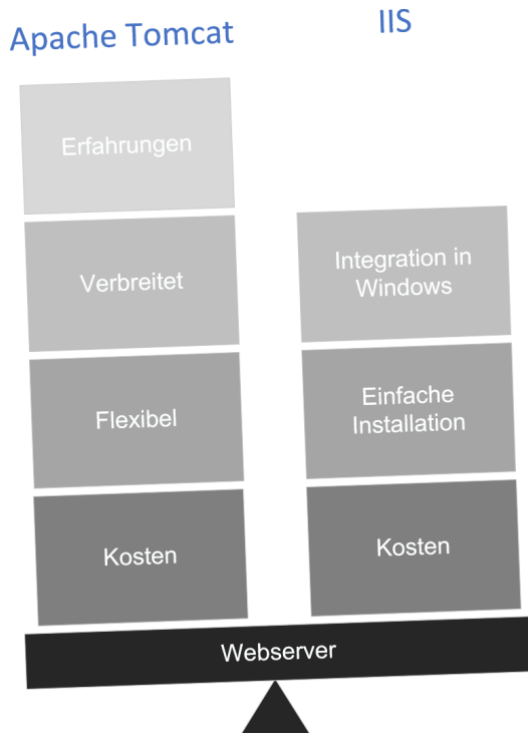 Apache Tomcat
IIS
Erfahrungen
Verbreitet
Integration in
Windows
Flexibel
Einfache
Installation
Kosten
Kosten
Webserver